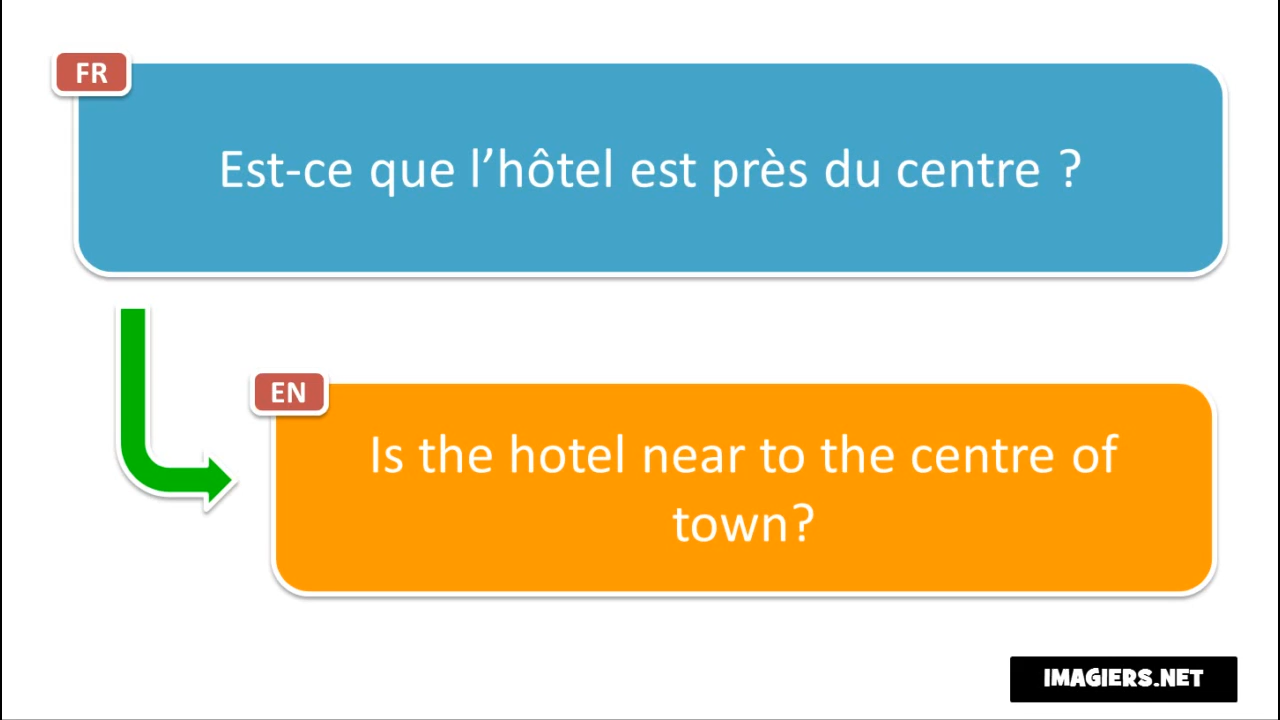 FR
Est-ce que l’hôtel est près du centre ?
EN
Is the hotel near to the centre of
town?
IMAGIERS.NET